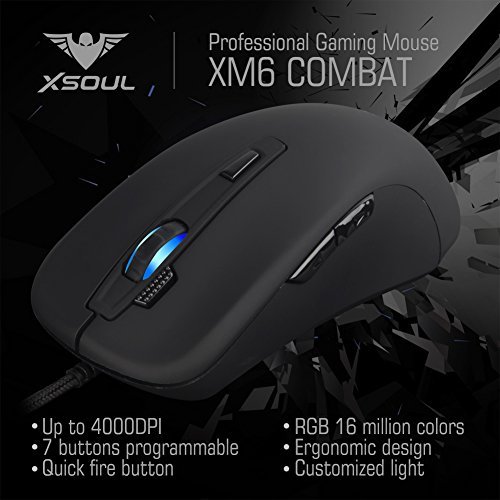 XSOUL
Professional Gaming Mouse
XM6 COMBAT
• Up to 4000DPI
• 7 buttons programmable
• Quick fire button
• RGB 16 million colors
• Ergonomic design
• Customized light